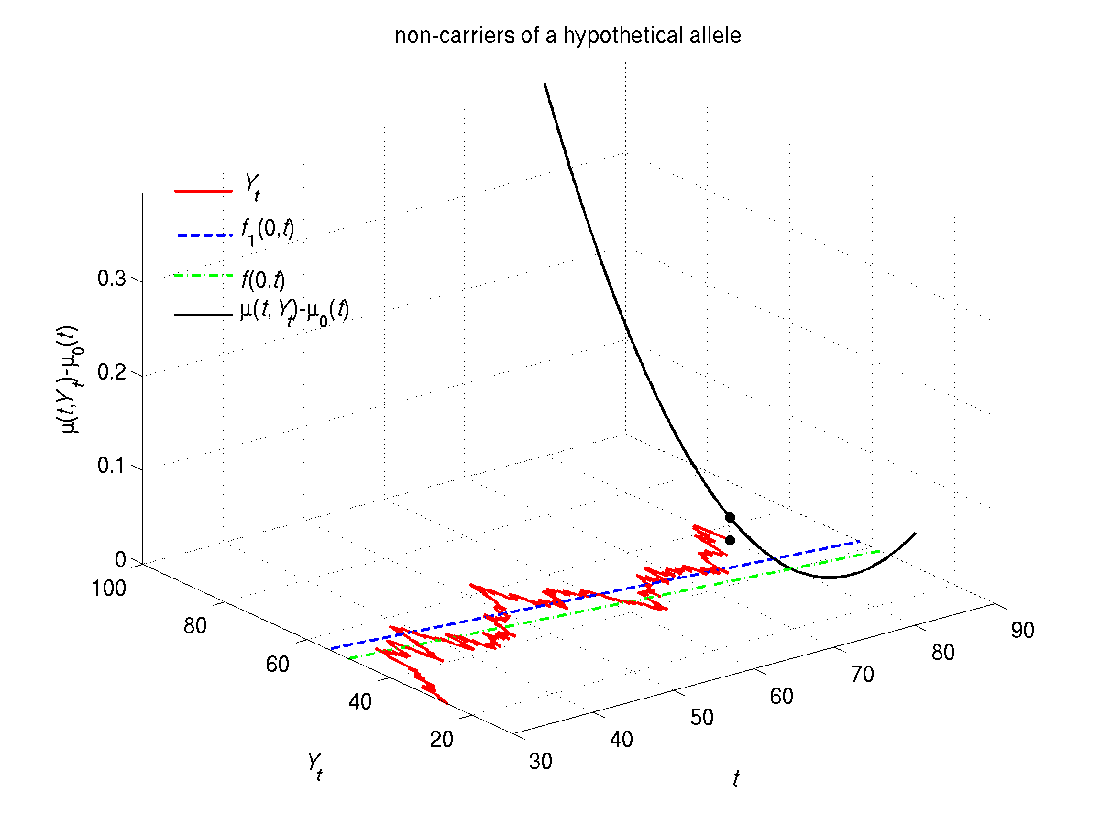 non-carriers of a hypothetical allele
Y_t
f_1(0,t)
f(0,t)
μ(t,Y_t)-μ_0(t)
μ(t,Y_t)-μ_0(t)
0.3
0.2
0.1
0
100
80
60
40
20
Y_t
30
40
50
60
70
80
90
t